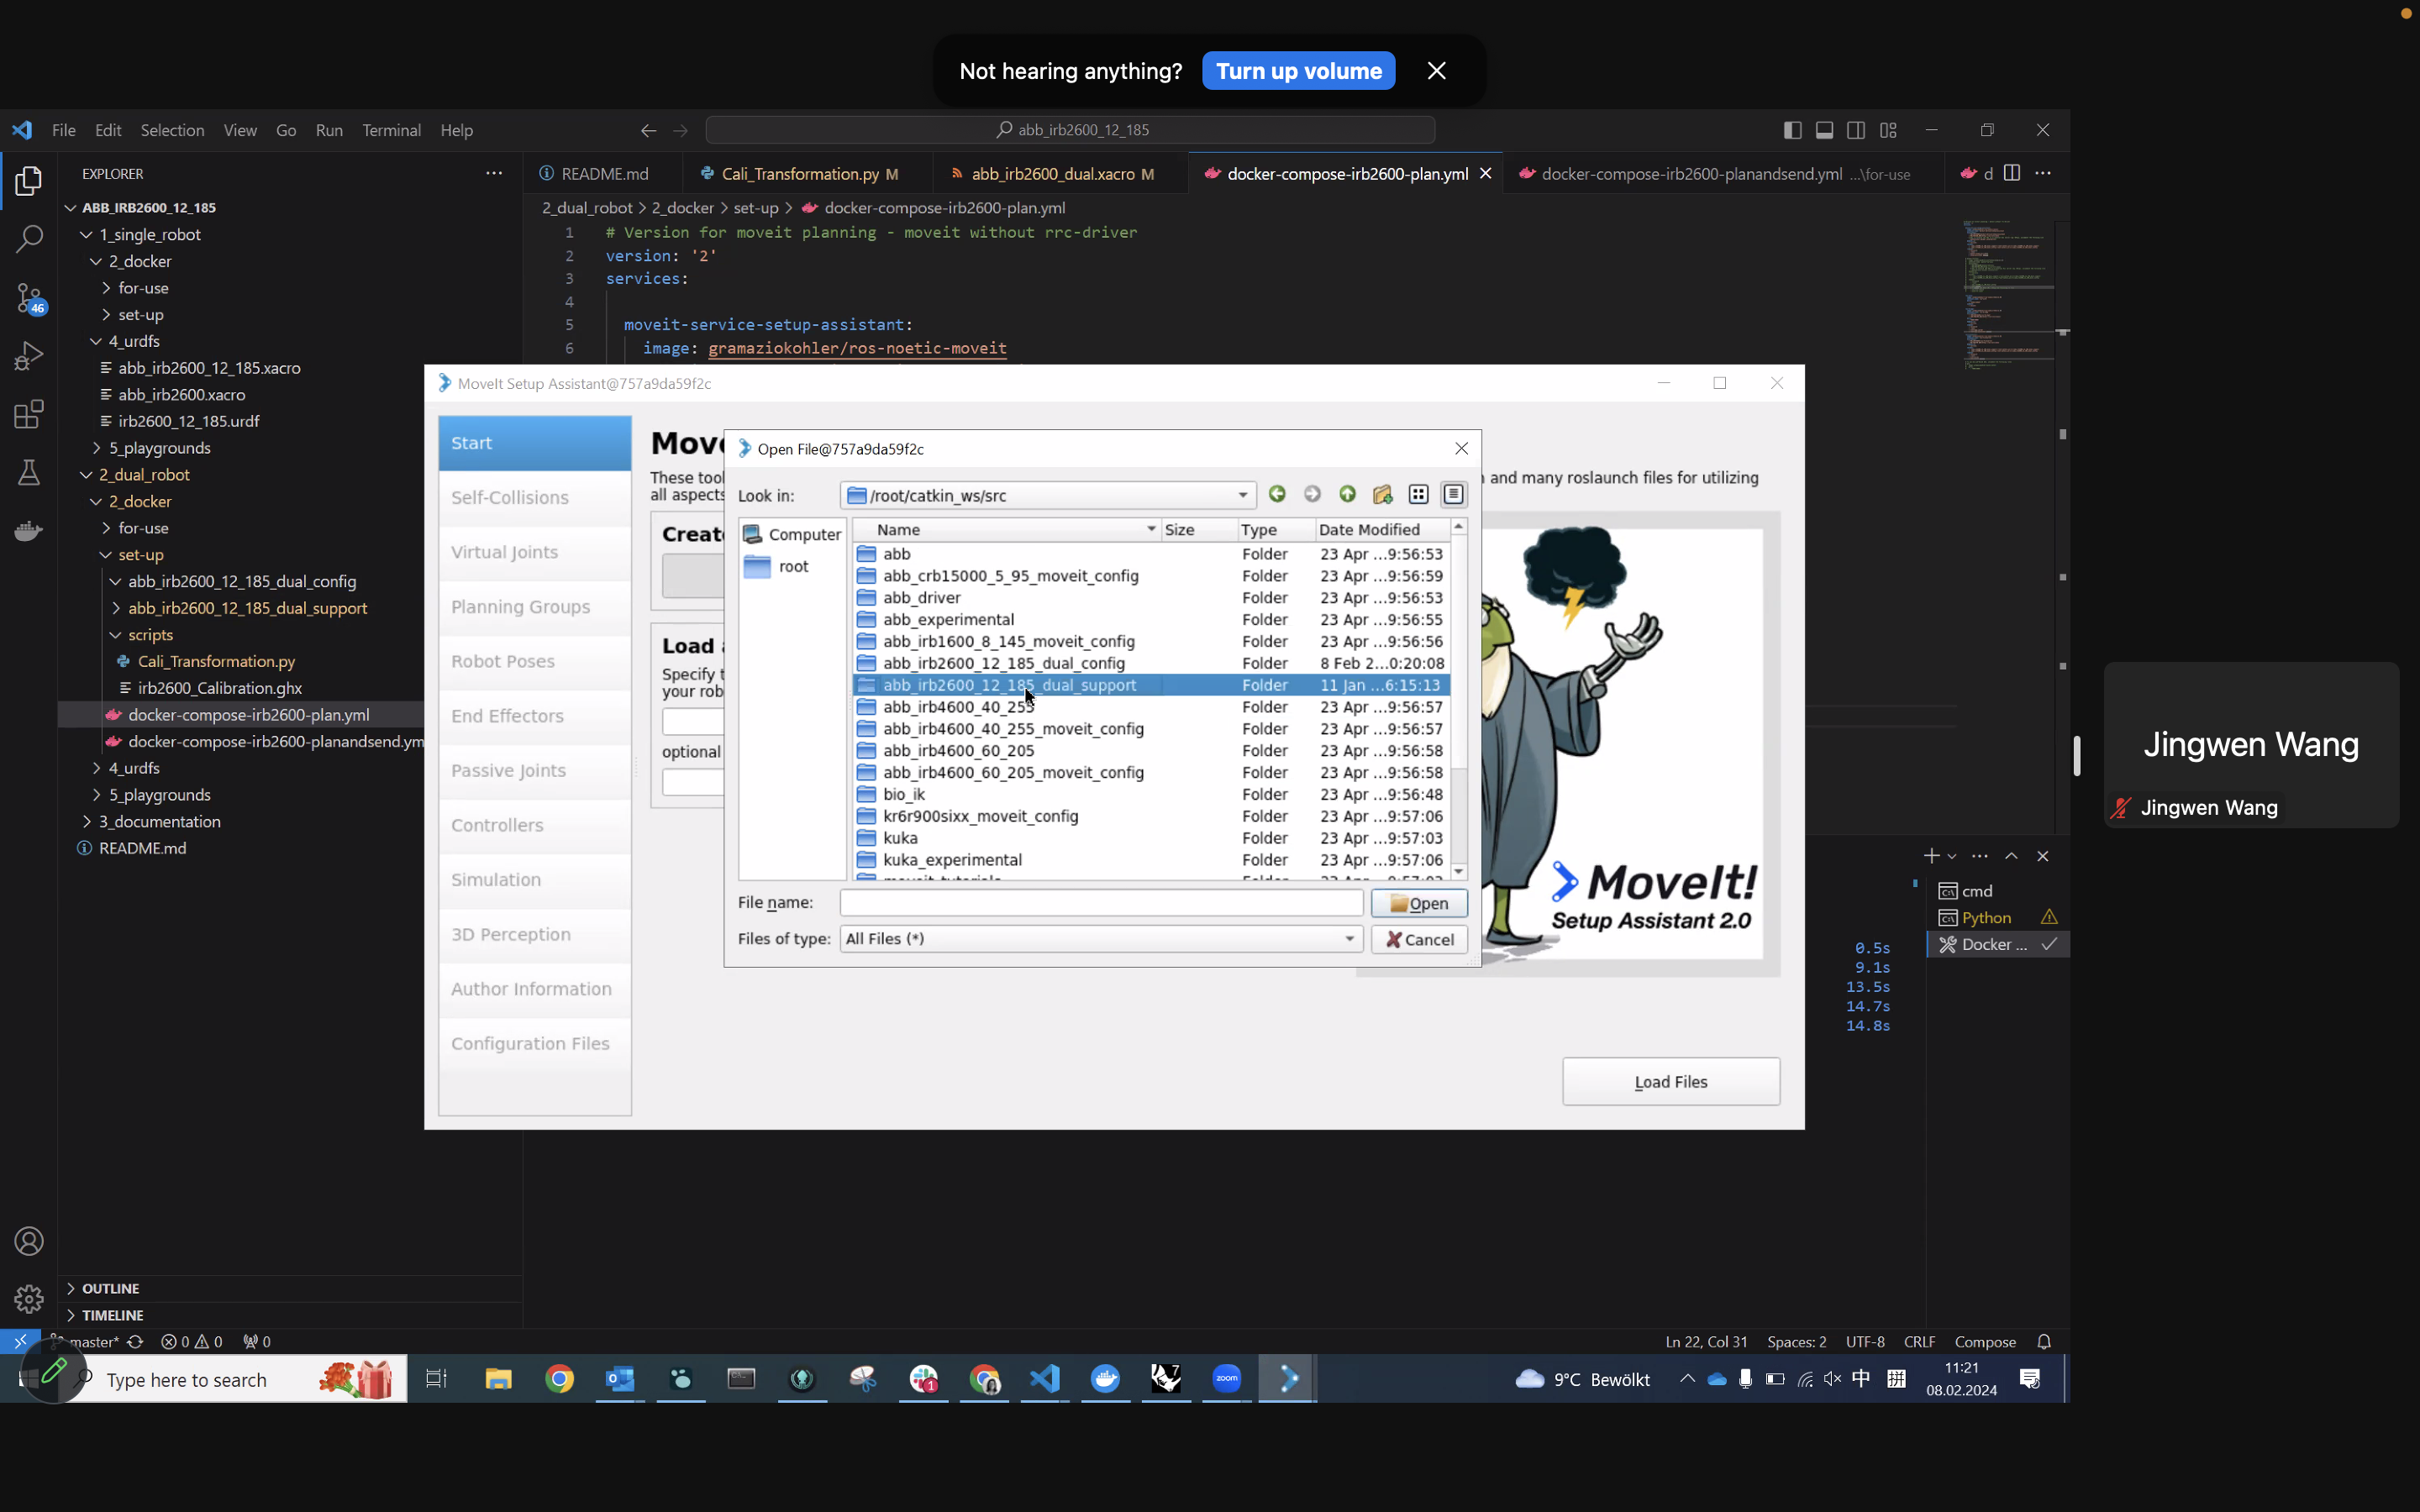 Not hearing anything? Turn up volume
File Edit Selection View Go Run Terminal Help
abb_irb2600_12_185
EXPLORER
README.md
Cali_Transformation.py M
abb_irb2600_dual.xacro M
docker-compose-irb2600-plan.yml
docker-compose-irb2600-planandsend.yml ...\for-use
d
ABB_IRB2600_12_185
1_single_robot
2_docker
for-use
set-up
4_urdfs
abb_irb2600_12_185.xacro
abb_irb2600.xacro
irb2600_12_185.urdf
5_playgrounds
2_dual_robot
2_docker
for-use
set-up
abb_irb2600_12_185_dual_config
abb_irb2600_12_185_dual_support
scripts
Cali_Transformation.py
irb2600_Calibration.ghx
docker-compose-irb2600-plan.yml
docker-compose-irb2600-planandsend.ym
4_urdfs
5_playgrounds
3_documentation
README.md
46
2_dual_robot > 2_docker > set-up > docker-compose-irb2600-plan.yml
1 # Version for moveit planning - moveit without rrc-driver
2 version: '2'
3 services:
4
5 moveit-service-setup-assistant:
6 image: gramaziokohler/ros-noetic-moveit
MoveIt Setup Assistant@757a9da59f2c
Start
Self-Collisions
Virtual Joints
Planning Groups
Robot Poses
End Effectors
Passive Joints
Controllers
Simulation
3D Perception
Author Information
Configuration Files
These tool
all aspects
and many roslaunch files for utilizing
Specify t
your rob
optional
Open File@757a9da59f2c
Look in: /root/catkin_ws/src
Computer
root
Name Size Type Date Modified
abb Folder 23 Apr ...9:56:53
abb_crb15000_5_95_moveit_config Folder 23 Apr ...9:56:59
abb_driver Folder 23 Apr ...9:56:53
abb_experimental Folder 23 Apr ...9:56:55
abb_irb1600_8_145_moveit_config Folder 23 Apr ...9:56:56
abb_irb2600_12_185_dual_config Folder 8 Feb 2...0:20:08
abb_irb2600_12_185_dual_support Folder 11 Jan ...6:15:13
abb_irb4600_40_255 Folder 23 Apr ...9:56:57
abb_irb4600_40_255_moveit_config Folder 23 Apr ...9:56:57
abb_irb4600_60_205 Folder 23 Apr ...9:56:58
abb_irb4600_60_205_moveit_config Folder 23 Apr ...9:56:58
bio_ik Folder 23 Apr ...9:56:48
kr6r900sixx_moveit_config Folder 23 Apr ...9:57:06
kuka Folder 23 Apr ...9:57:03
kuka_experimental Folder 23 Apr ...9:57:06
File name:
Open
Files of type: All Files (*)
Cancel
MoveIt!
Setup Assistant 2.0
Load Files
cmd
Python
Docker ...
0.5s
9.1s
13.5s
14.7s
14.8s
Jingwen Wang
Jingwen Wang
OUTLINE
TIMELINE
master* 0 0 0
Ln 22, Col 31 Spaces: 2 UTF-8 CRLF Compose
Type here to search
1
7
zoom
9°C Bewölkt
中
拼
11:21
08.02.2024